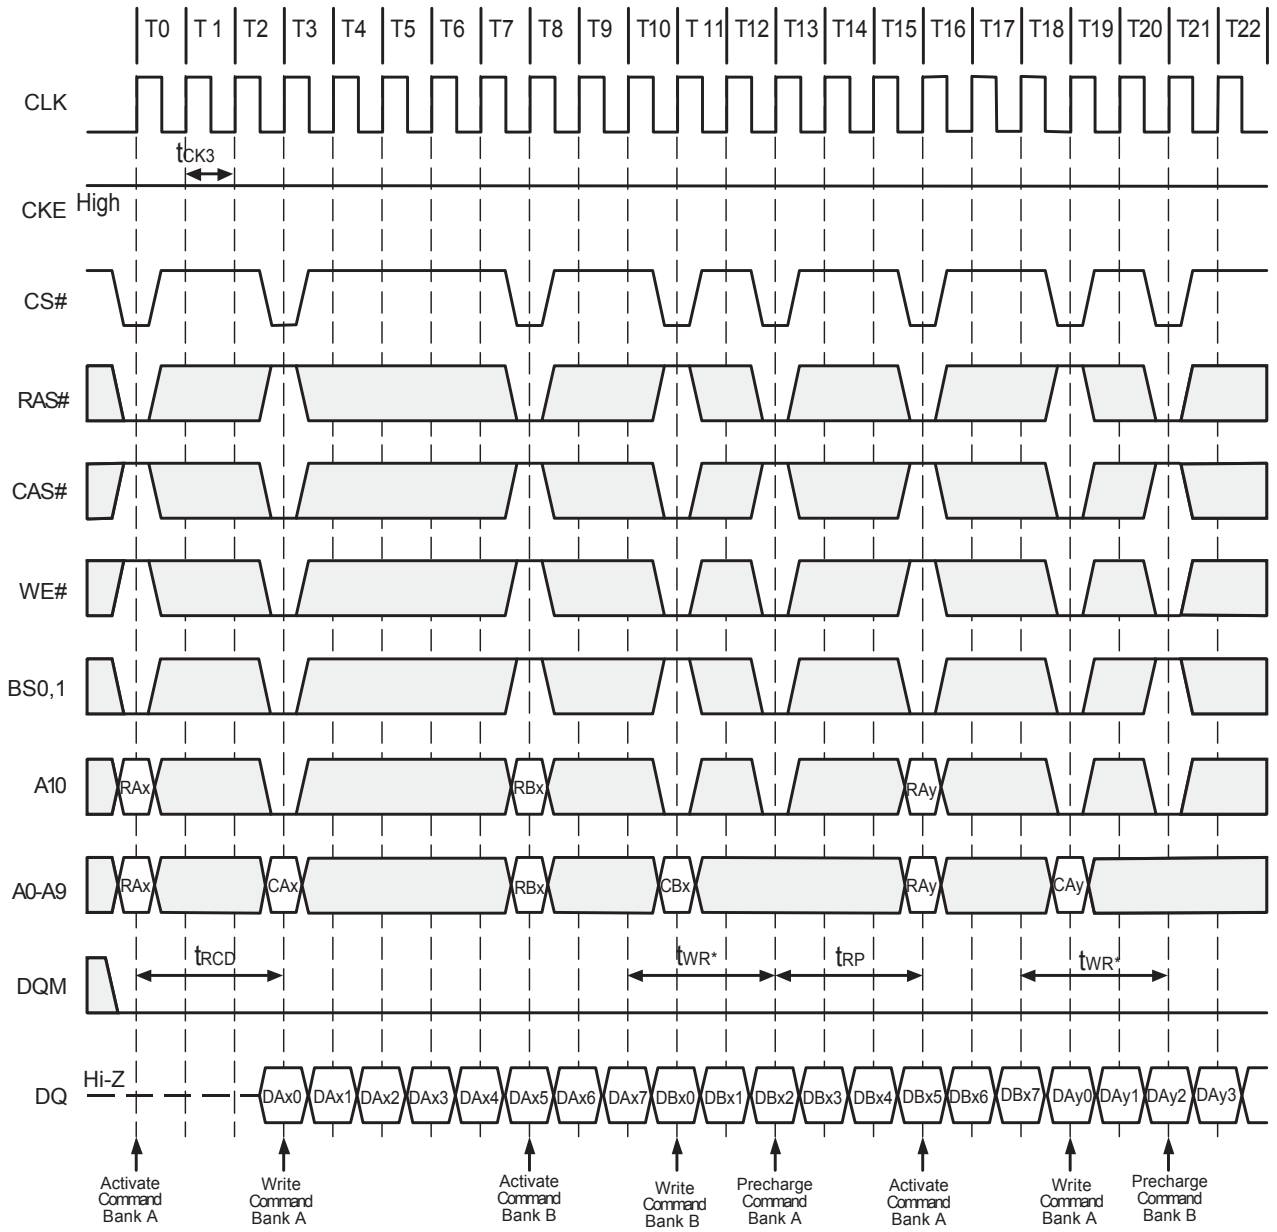 T0 T 1 T2 T3 T4 T5 T6 T7 T8 T9 T10 T 11 T12 T13 T14 T15 T16 T17 T18 T19 T20 T21 T22
CLK
tCK3
High
CKE
CS#
RAS#
CAS#
WE#
BS0,1
A10
RAx RBx RAy
A0-A9
RAx CAx RBx CBx RAy CAy
tRCD tWR* tRP tWR*
DQM
Hi-Z
DQ
DAx0 DAx1 DAx2 DAx3 DAx4 DAx5 DAx6 DAx7 DBx0 DBx1 DBx2 DBx3 DBx4 DBx5 DBx6 DBx7 DAy0 DAy1 DAy2 DAy3
Activate
Command
Bank A
Write
Command
Bank A
Activate
Command
Bank B
Write
Command
Bank B
Precharge
Command
Bank A
Activate
Command
Bank A
Write
Command
Bank A
Precharge
Command
Bank B